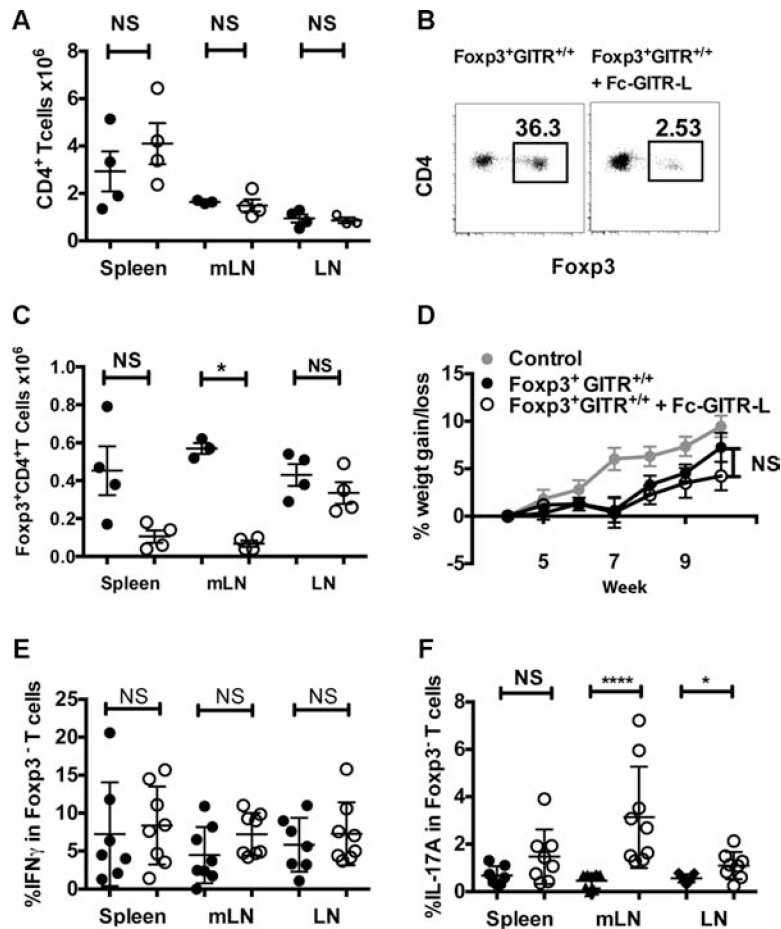 A
NS NS NS
CD4⁺ Tcells x10⁶
8
6
4
2
0
Spleen mLN LN
B
Foxp3⁺GITR⁺/⁺ Foxp3⁺GITR⁺/⁺
+ Fc-GITR-L
36.3 2.53
CD4
Foxp3
C
NS * NS
Foxp3⁺CD4⁺T Cells x10⁶
1.0
0.8
0.6
0.4
0.2
0.0
Spleen mLN LN
D
Control
Foxp3⁺ GITR⁺/⁺
Foxp3⁺GITR⁺/⁺ + Fc-GITR-L
% weigt gain/loss
15
10
5
0
-5
NS
5 7 9
Week
E
NS NS NS
%IFNγ in Foxp3⁻ T cells
25
20
15
10
5
0
Spleen mLN LN
F
NS **** *
%IL-17A in Foxp3⁻ T cells
8
6
4
2
0
Spleen mLN LN